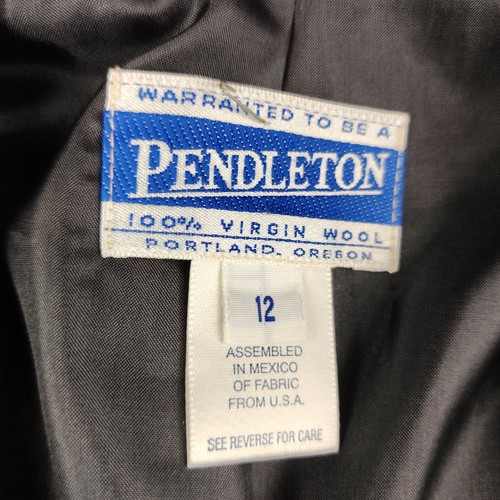 WARRANTED TO BE A
PENDLETON
100% VIRGIN WOOL
PORTLAND, OREGON
12
ASSEMBLED
IN MEXICO
OF FABRIC
FROM U.S.A.
SEE REVERSE FOR CARE